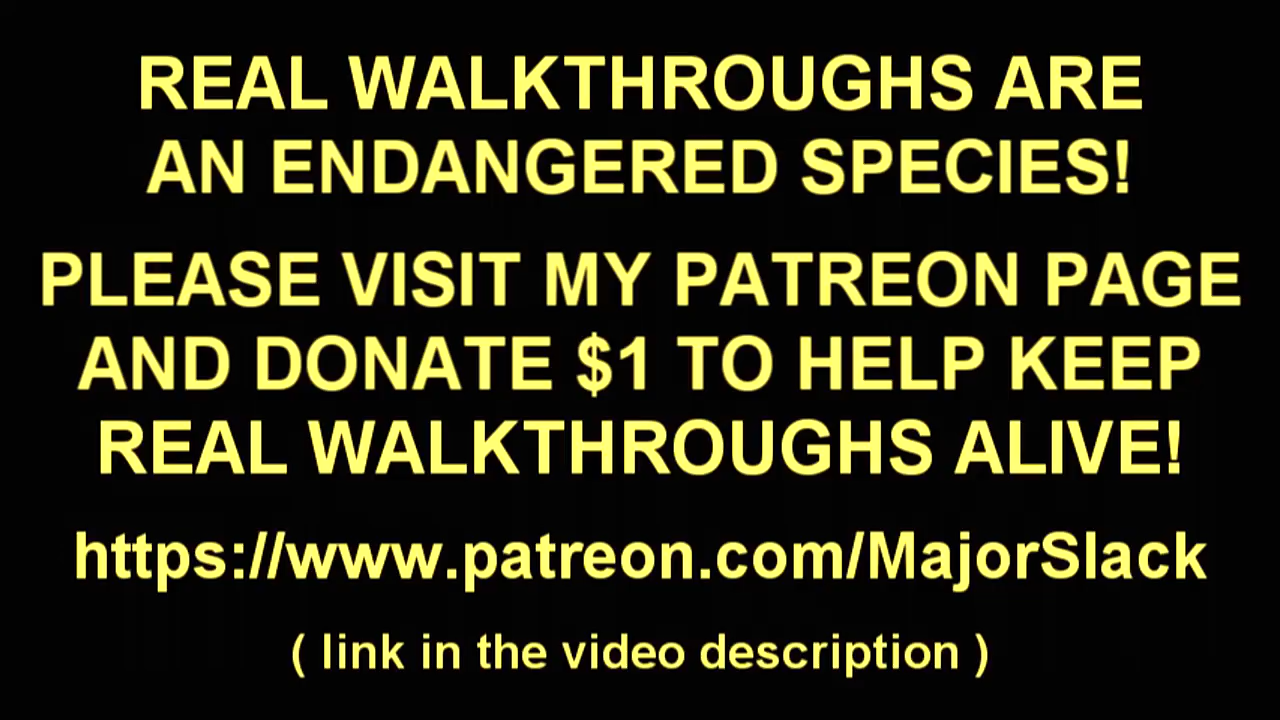 REAL WALKTHROUGHS ARE
AN ENDANGERED SPECIES!
PLEASE VISIT MY PATREON PAGE
AND DONATE $1 TO HELP KEEP
REAL WALKTHROUGHS ALIVE!
https://www.patreon.com/MajorSlack
( link in the video description )